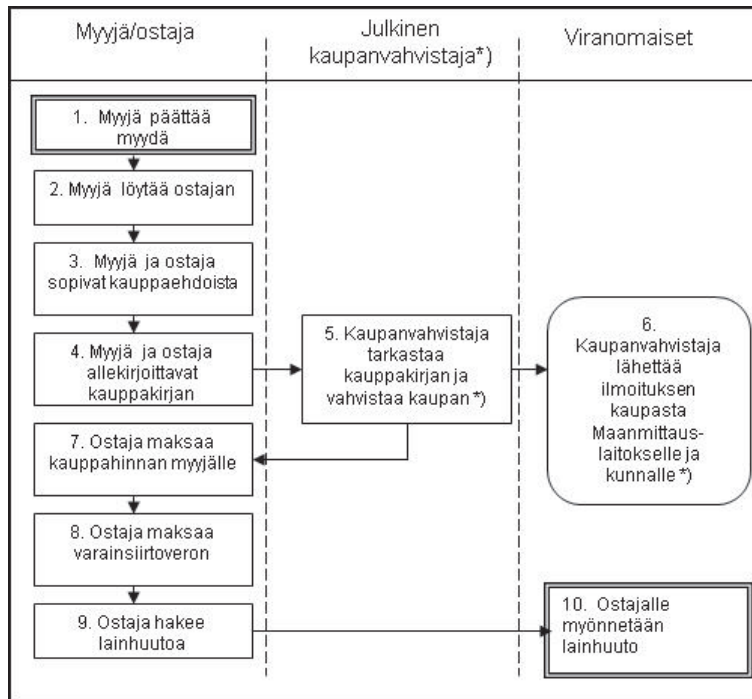 Myyjä/ostaja
Julkinen
kaupanvahvistaja*)
Viranomaiset
1. Myyjä päättää
myydä
2. Myyjä löytää ostajan
3. Myyjä ja ostaja
sopivat kauppaehdoista
4. Myyjä ja ostaja
allekirjoittavat
kauppakirjan
5. Kaupanvahvistaja
tarkastaa
kauppakirjan ja
vahvistaa kaupan *)
6.
Kaupanvahvistaja
lähettää
ilmoituksen
kaupasta
Maanmittaus-
laitokselle ja
kunnalle *)
7. Ostaja maksaa
kauppahinnan myyjälle
8. Ostaja maksaa
varainsiirtoveron
9. Ostaja hakee
lainhuutoa
10. Ostajalle
myönnetään
lainhuuto